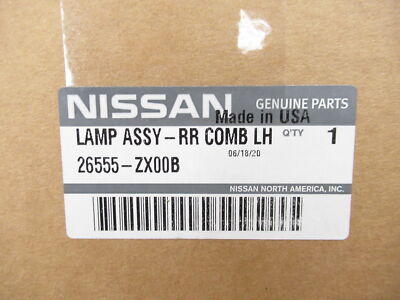 NISSAN GENUINE PARTS
Made in USA
LAMP ASSY-RR COMB LH Q'TY 1
06/18/20
26555-ZX00B
NISSAN NORTH AMERICA, INC.